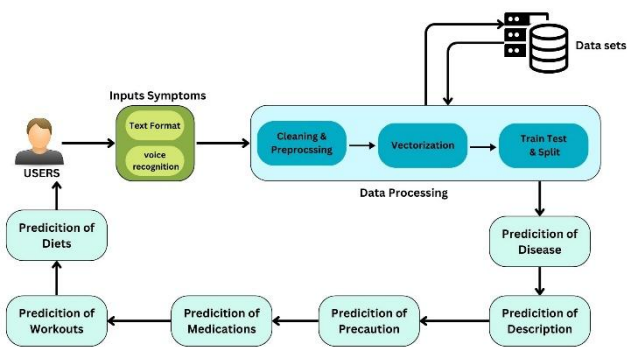 Data sets
Inputs Symptoms
Text Format
voice
recognition
USERS
Cleaning &
Preprocssing
Vectorization
Train Test
& Split
Data Processing
Predicition of
Disease
Predicition of
Description
Predicition of
Precaution
Predicition of
Medications
Predicition of
Workouts
Predicition of
Diets